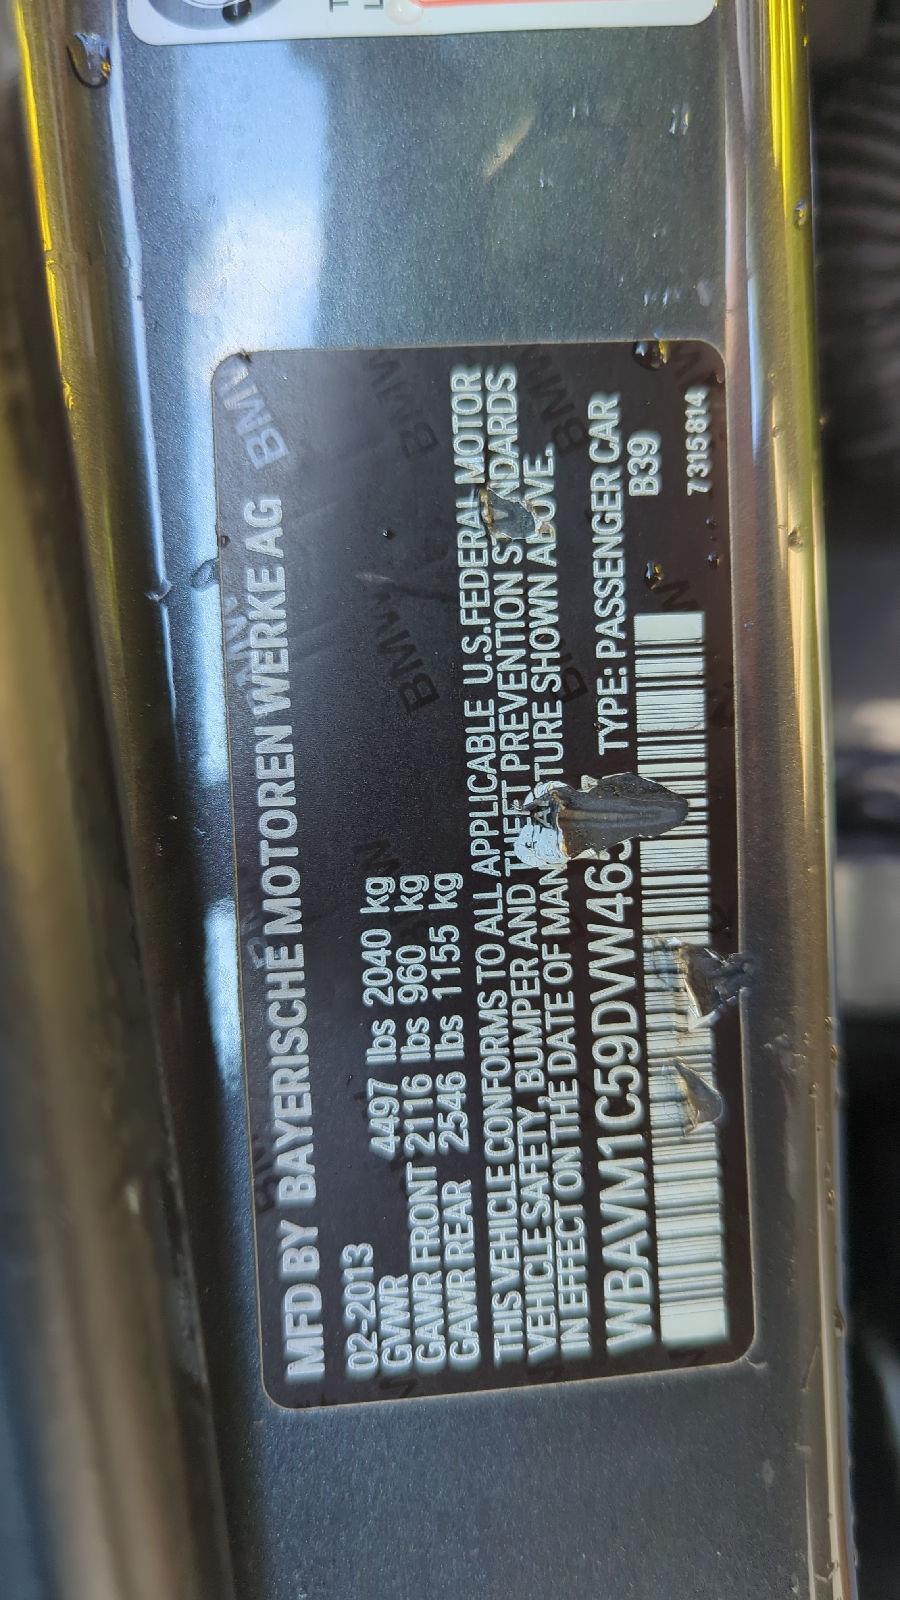 MFD BY BAYERISCHE MOTOREN WERKE AG
02-2013
GVWR 4497 lbs 2040 kg
GAWR FRONT 2116 lbs 960 kg
GAWR REAR 2546 lbs 1155 kg
THIS VEHICLE CONFORMS TO ALL APPLICABLE U.S.FEDERAL MOTOR
VEHICLE SAFETY, BUMPER AND THEFT PREVENTION STANDARDS
IN EFFECT ON THE DATE OF MANUFACTURE SHOWN ABOVE.
TYPE: PASSENGER CAR
B39
7315814